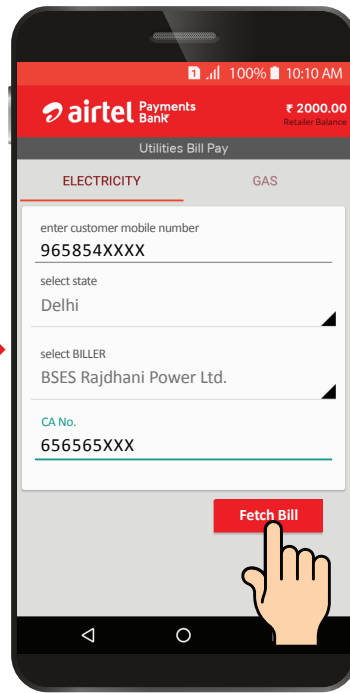 1 100% 10:10 AM
airtel Payments Bank
₹ 2000.00
Retailer Balance
Utilities Bill Pay
ELECTRICITY GAS
enter customer mobile number
965854XXXX
select state
Delhi
select BILLER
BSES Rajdhani Power Ltd.
CA No.
656565XXX
Fetch Bill